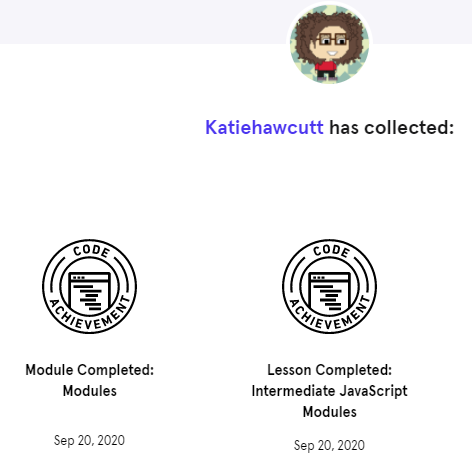 Katiehawcutt has collected:
CODE
ACHIEVEMENT
CODE
ACHIEVEMENT
Module Completed:
Modules
Sep 20, 2020
Lesson Completed:
Intermediate JavaScript
Modules
Sep 20, 2020